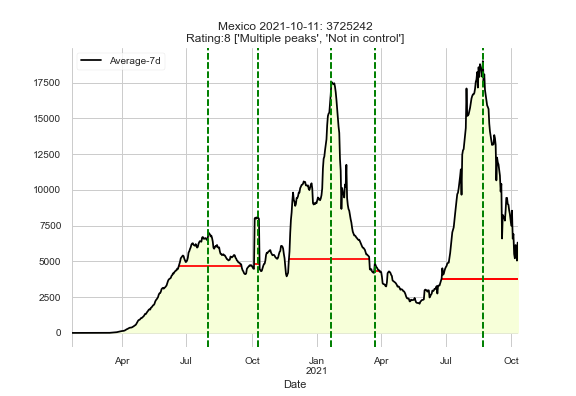 Mexico 2021-10-11: 3725242
Rating:8 ['Multiple peaks', 'Not in control']
Average-7d
17500
15000
12500
10000
7500
5000
2500
0
Apr Jul Oct Jan Apr Jul Oct
2021
Date